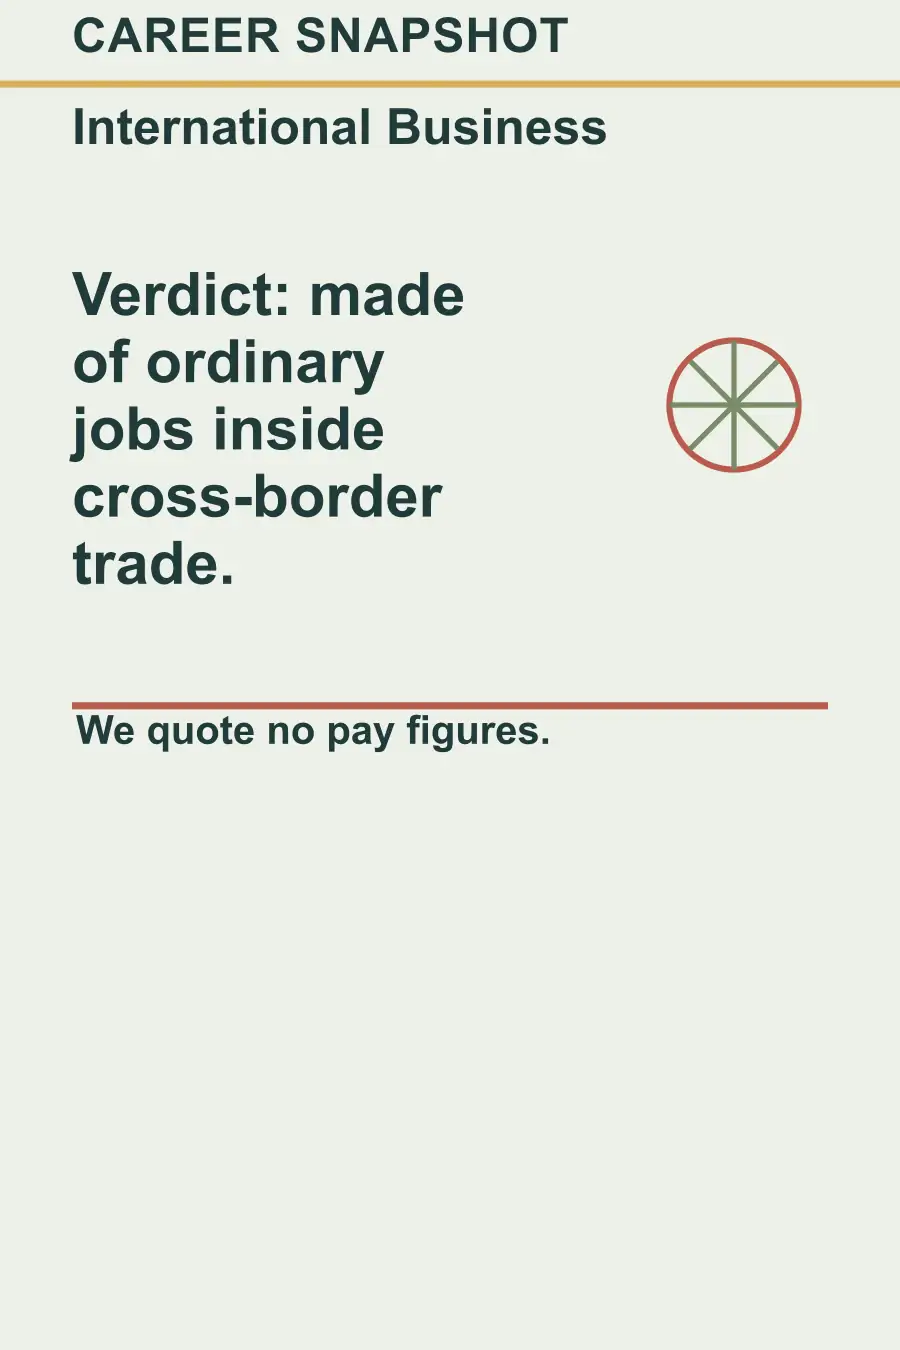 CAREER SNAPSHOT
International Business
Verdict: made
of ordinary
jobs inside
cross-border
trade.
We quote no pay figures.